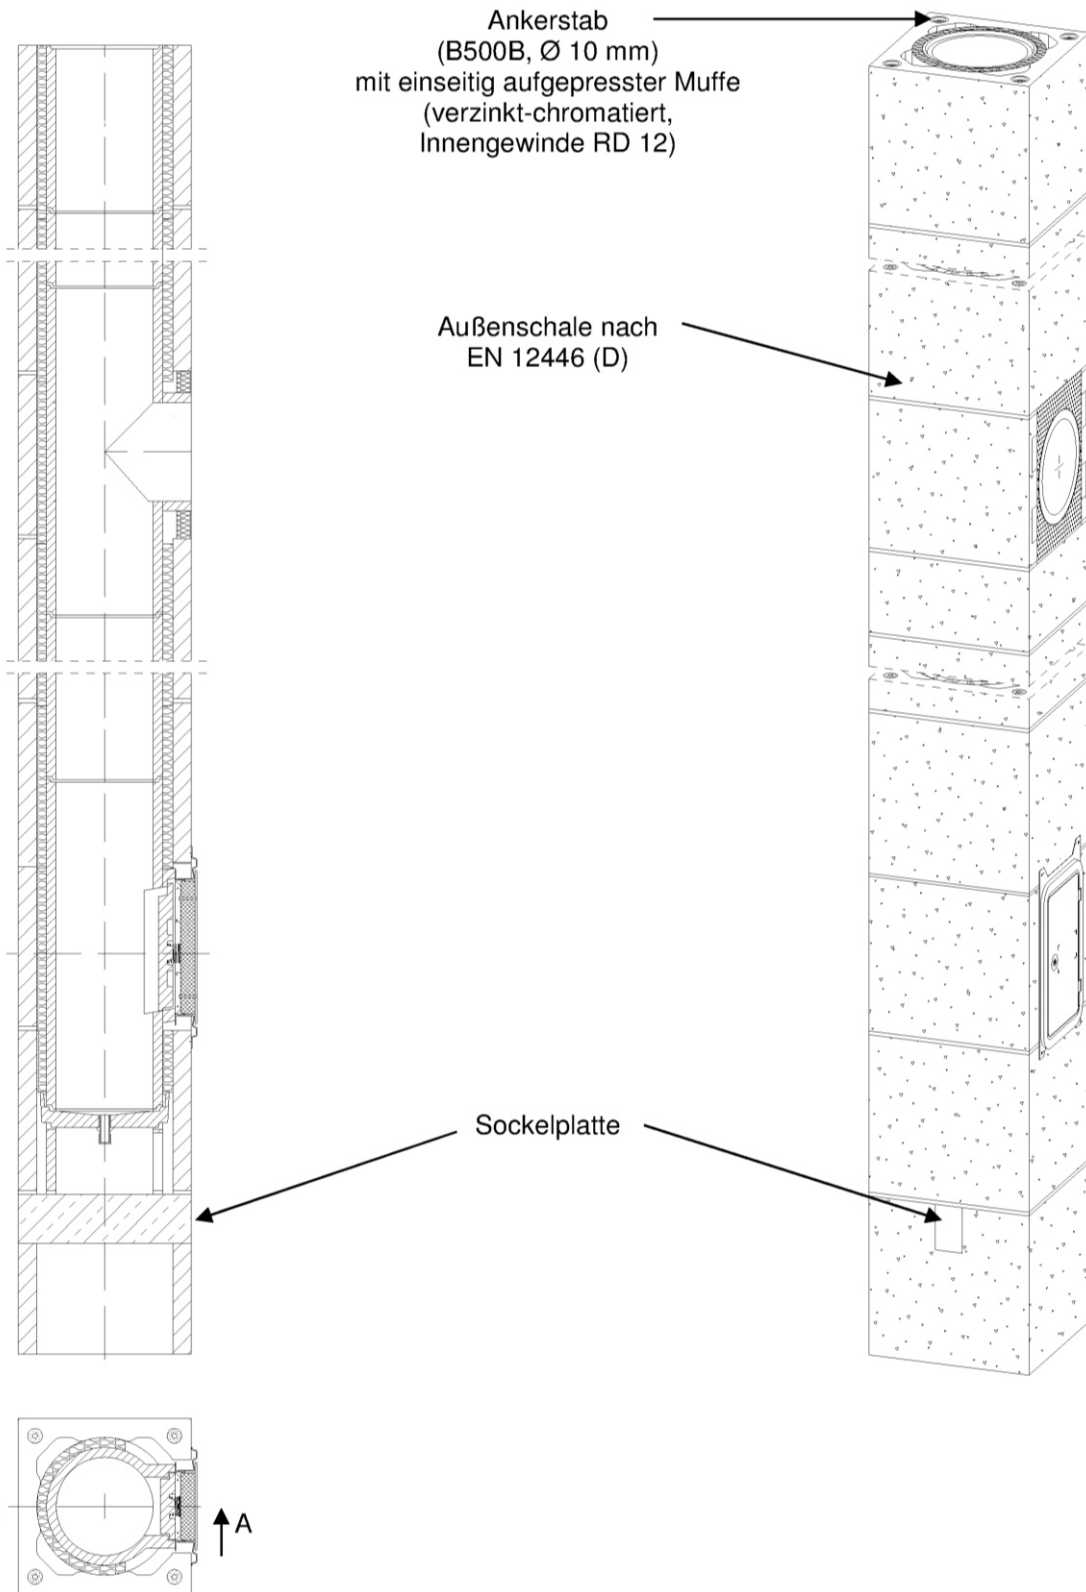 Ankerstab
(B500B, Ø 10 mm)
mit einseitig aufgepresster Muffe
(verzinkt-chromatiert,
Innengewinde RD 12)
Außenschale nach
EN 12446 (D)
Sockelplatte
A